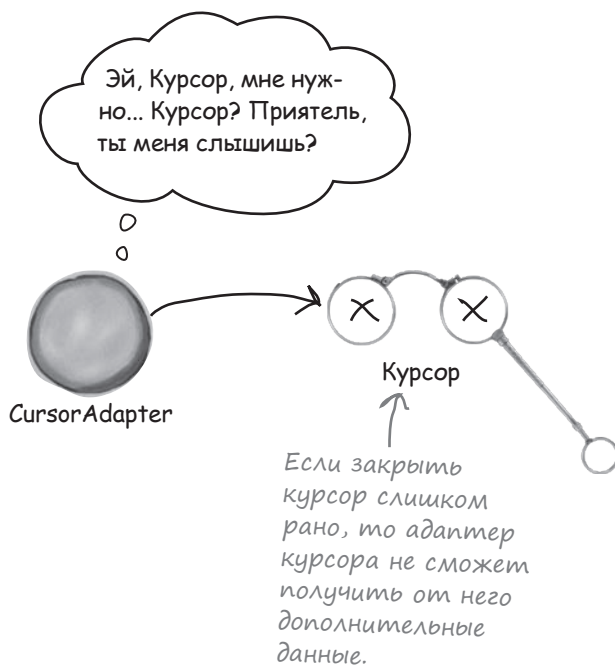 Эй, Курсор, мне нуж-
но... Курсор? Приятель,
ты меня слышишь?
Курсор
CursorAdapter
Если закрыть
курсор слишком
рано, то адаптер
курсора не сможет
получить от него
дополнительные
данные.